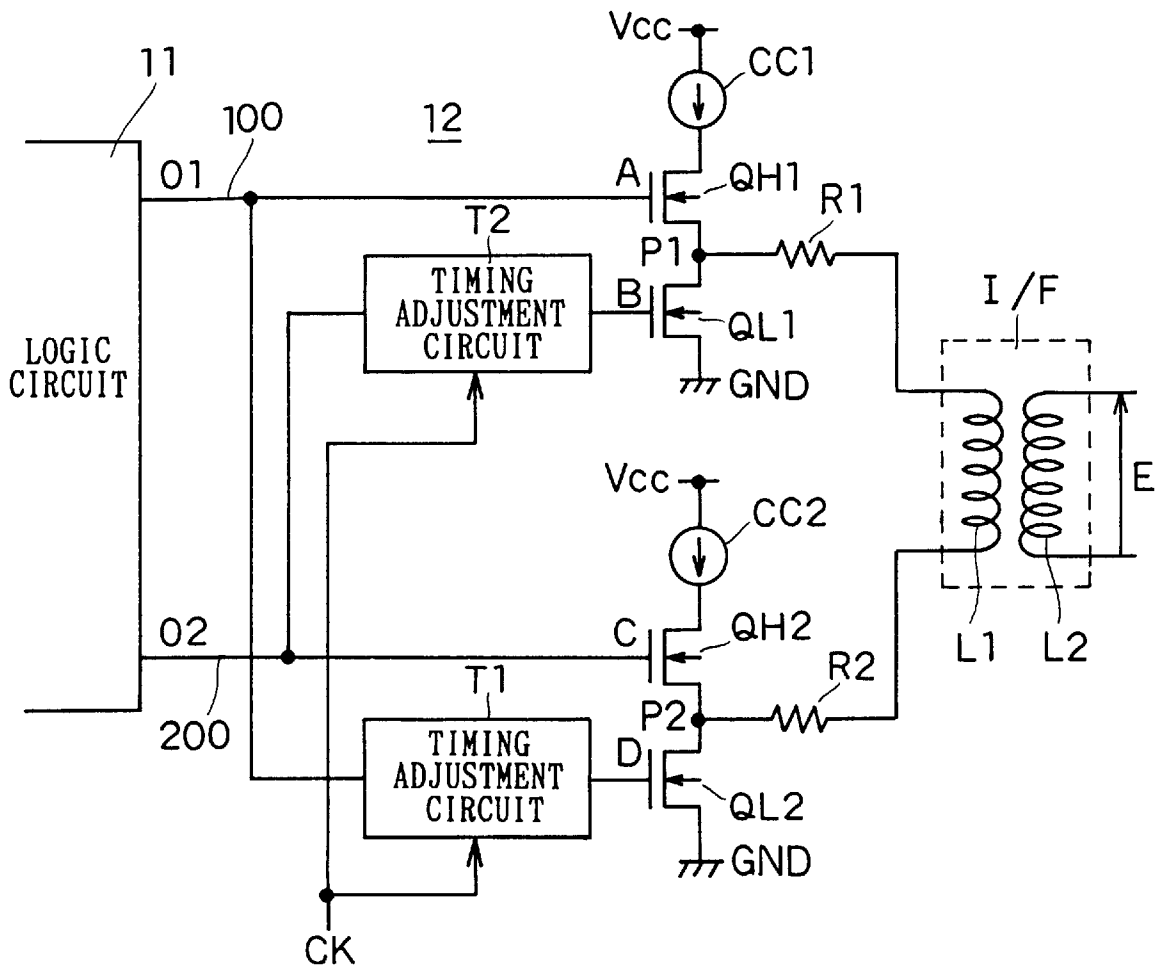 Vcc
11
CC1
100
12
O1
A
QH1
R1
T2
P1
TIMING
ADJUSTMENT
CIRCUIT
B
QL1
I/F
LOGIC
CIRCUIT
GND
Vcc
E
CC2
O2
C
QH2
L1
L2
R2
T1
200
P2
TIMING
ADJUSTMENT
CIRCUIT
D
QL2
GND
CK